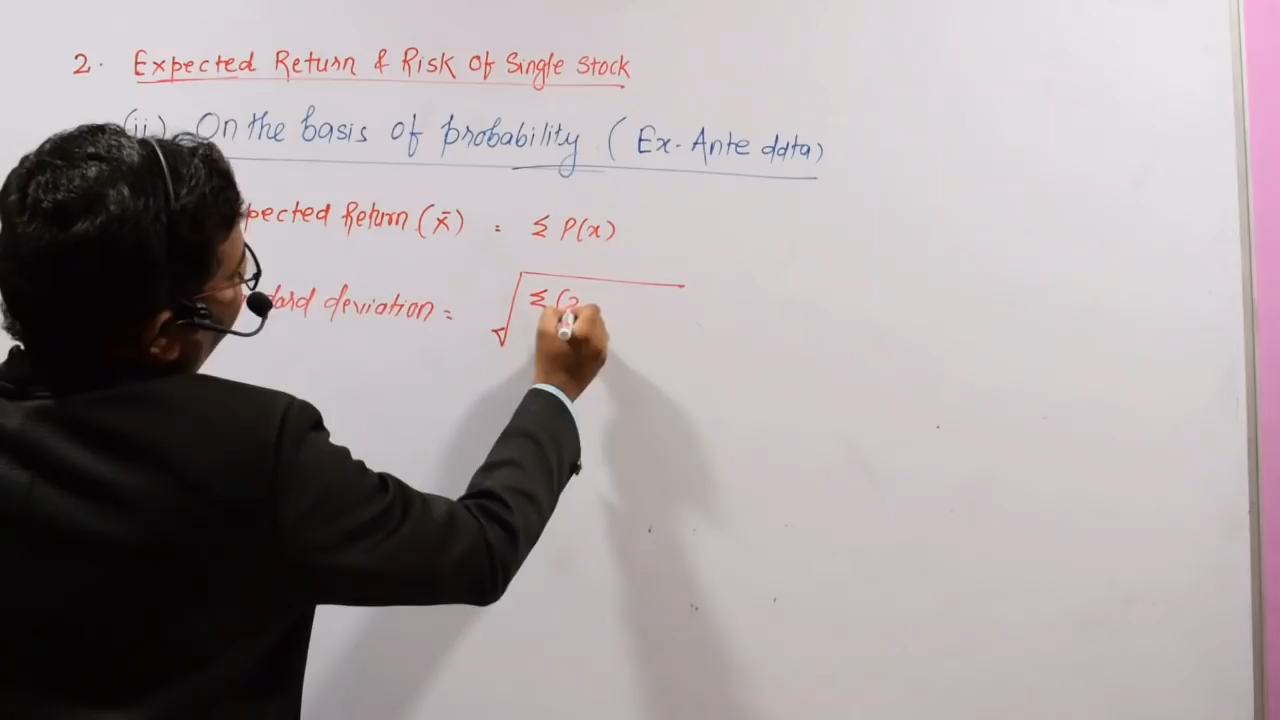 2. Expected Return & Risk Of Single Stock
(ii) On the basis of probability (Ex-Ante data)
pected Return (x̄) = Σ P(x)
dard deviation = √Σ(